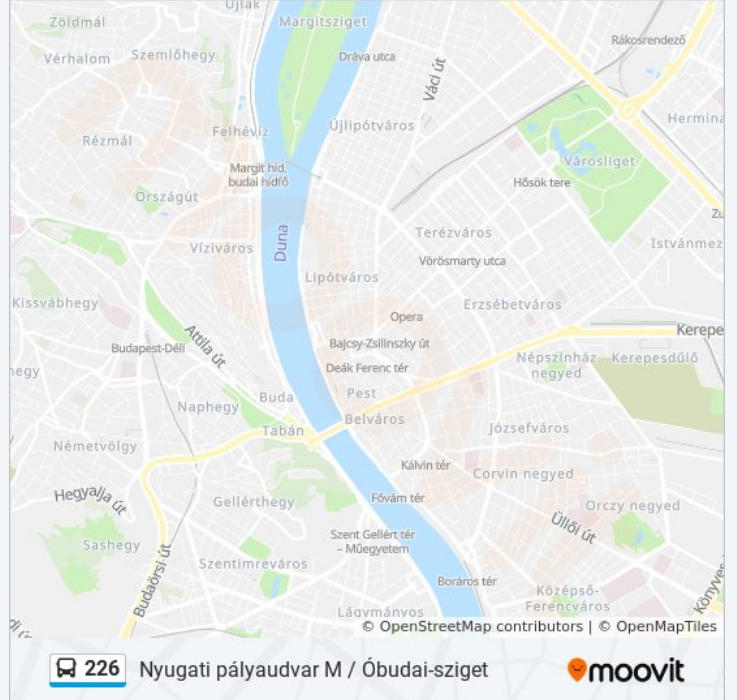 Újlak
Margitsziget
Zöldmál
Rákosrendező
Vérhalom
Szemlőhegy
Dráva utca
Váci út
Felhévíz
Újlipótváros
Hermina
Rézmál
Városliget
Margit híd,
budai hídfő
Hősök tere
Országút
Zu
Duna
Terézváros
Víziváros
Istvánmez
Vörösmarty utca
Lipótváros
Kissvábhegy
Erzsébetváros
Opera
Attila út
Kerepe
Budapest-Déli
Bajcsy-Zsilinszky út
Népszínház
negyed
Kerepesdűlő
Deák Ferenc tér
hegy
Pest
Buda
Naphegy
Belváros
Tabán
Józsefváros
Németvölgy
Kálvin tér
Corvin negyed
Hegyalja út
Fővám tér
Gellérthegy
Orczy negyed
Üllői út
Sashegy
Szent Gellért tér
– Műegyetem
Szentimreváros
Budaörsi út
Boráros tér
Középső-
Ferencváros
Könyves
Lágymányos
di út
© OpenStreetMap contributors | © OpenMapTiles
226 Nyugati pályaudvar M / Óbudai-sziget
moovit